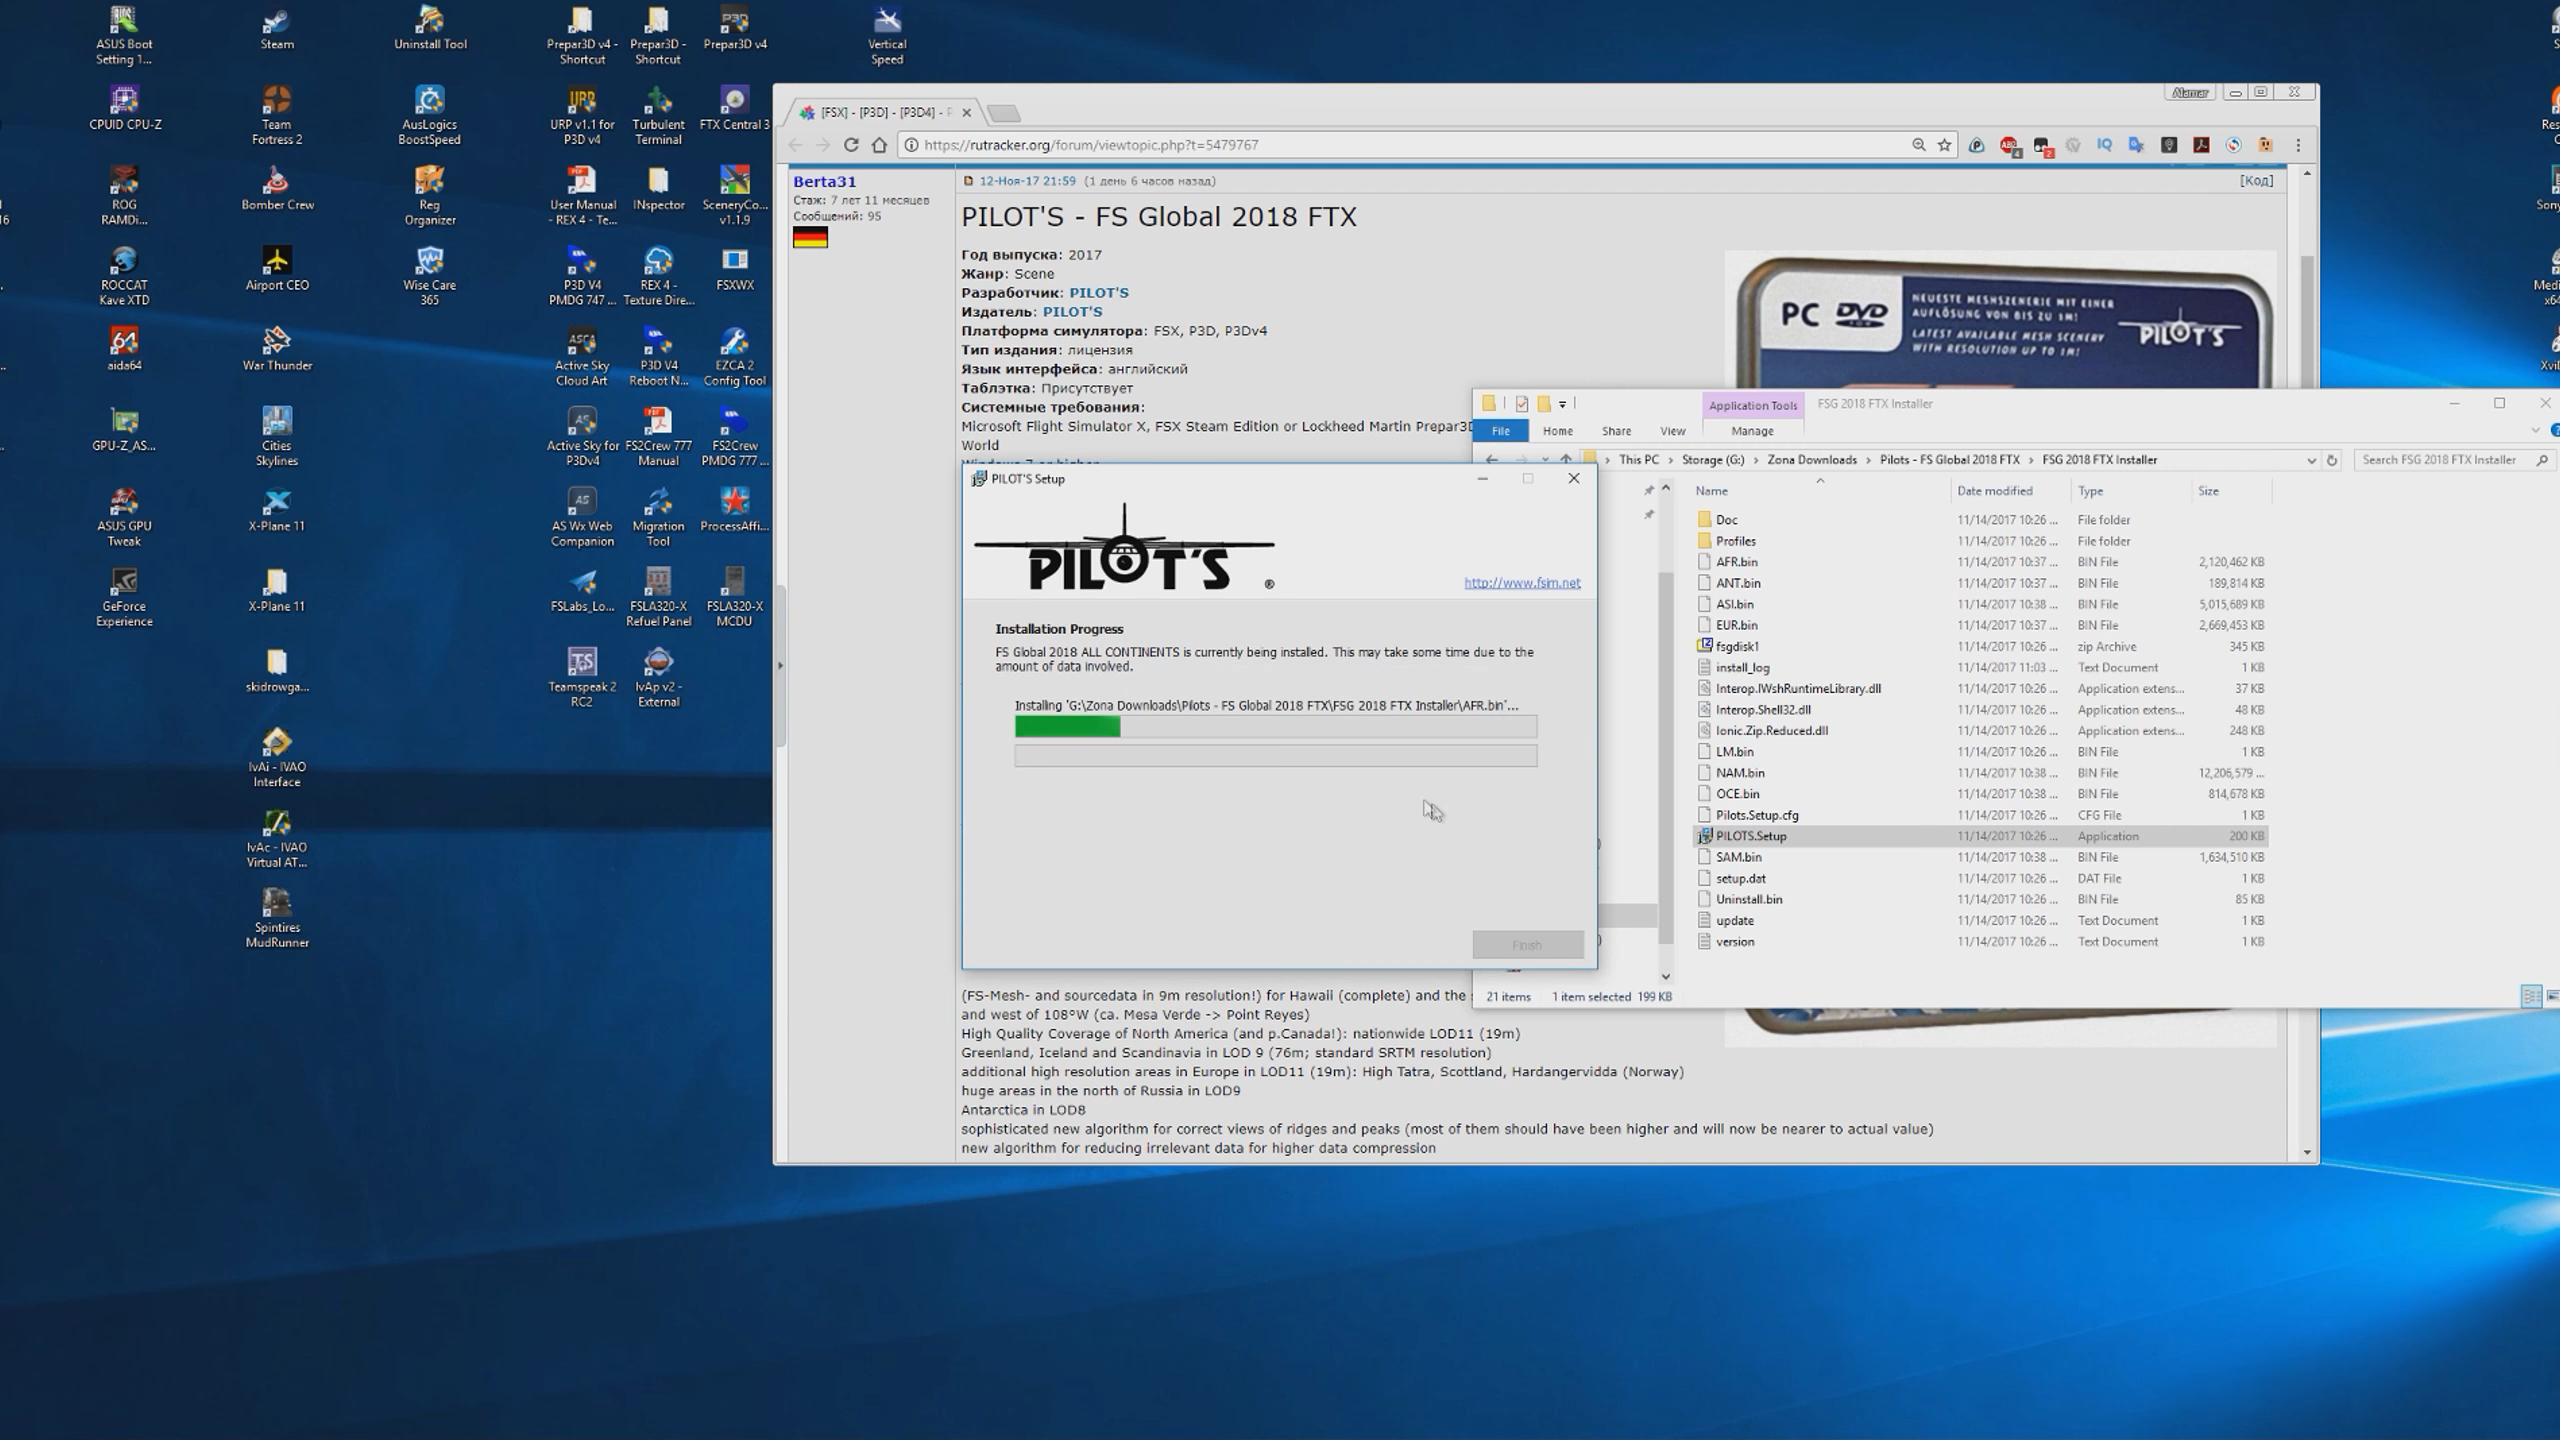 ASUS Boot
Setting 1...
Steam
Uninstall Tool
Prepar3D v4 -
Shortcut
Prepar3D -
Shortcut
Prepar3D v4
Vertical
Speed
CPUID CPU-Z
Team
Fortress 2
AusLogics
BoostSpeed
URP v1.1 for
P3D v4
Turbulent
Terminal
FTX Central 3
ROG
RAMDi...
Bomber Crew
Reg
Organizer
User Manual
- REX 4 - Te...
INspector
SceneryCo...
v1.1.9
16
ROCCAT
Kave XTD
Airport CEO
Wise Care
365
P3D V4
PMDG 747 ...
REX 4 -
Texture Dire...
FSXWX
aida64
War Thunder
Active Sky
Cloud Art
P3D V4
Reboot N...
EZCA 2
Config Tool
GPU-Z_AS...
Cities
Skylines
Active Sky for
P3Dv4
FS2Crew 777
Manual
FS2Crew
PMDG 777 ...
ASUS GPU
Tweak
X-Plane 11
AS Wx Web
Companion
Migration
Tool
ProcessAffi...
GeForce
Experience
X-Plane 11
FSLabs_Lo...
FSLA320-X
Refuel Panel
FSLA320-X
MCDU
skidrowga...
Teamspeak 2
RC2
IvAp v2 -
External
IvAi - IVAO
Interface
IvAc - IVAO
Virtual AT...
Spintires
MudRunner
Alamar
[FSX] - [P3D] - [P3D4] - P
https://rutracker.org/forum/viewtopic.php?t=5479767
Berta31
Стаж: 7 лет 11 месяцев
Сообщений: 95
12-Ноя-17 21:59 (1 день 6 часов назад)
[Код]
PILOT'S - FS Global 2018 FTX
Год выпуска: 2017
Жанр: Scene
Разработчик: PILOT'S
Издатель: PILOT'S
Платформа симулятора: FSX, P3D, P3Dv4
Тип издания: лицензия
Язык интерфейса: английский
Таблэтка: Присутствует
Системные требования:
Microsoft Flight Simulator X, FSX Steam Edition or Lockheed Martin Prepar3D
World
PC DVD
NEUESTE MESHSZENERIE MIT EINER
AUFLÖSUNG VON BIS ZU 1M!
LATEST AVAILABLE MESH SCENERY
WITH RESOLUTION UP TO 1M!
PILOT'S
PILOT'S Setup
PILOT'S ®
http://www.fsim.net
Installation Progress
FS Global 2018 ALL CONTINENTS is currently being installed. This may take some time due to the
amount of data involved.
Installing 'G:\Zona Downloads\Pilots - FS Global 2018 FTX\FSG 2018 FTX Installer\AFR.bin'...
Finish
Application Tools
FSG 2018 FTX Installer
File
Home
Share
View
Manage
This PC
Storage (G:)
Zona Downloads
Pilots - FS Global 2018 FTX
FSG 2018 FTX Installer
Search FSG 2018 FTX Installer
Name
Date modified
Type
Size
Doc 11/14/2017 10:26 ... File folder
Profiles 11/14/2017 10:26 ... File folder
AFR.bin 11/14/2017 10:37 ... BIN File 2,120,462 KB
ANT.bin 11/14/2017 10:37 ... BIN File 189,814 KB
ASI.bin 11/14/2017 10:38 ... BIN File 5,015,689 KB
EUR.bin 11/14/2017 10:37 ... BIN File 2,669,453 KB
fsgdisk1 11/14/2017 10:26 ... zip Archive 345 KB
install_log 11/14/2017 11:03 ... Text Document 1 KB
Interop.IWshRuntimeLibrary.dll 11/14/2017 10:26 ... Application extens... 37 KB
Interop.Shell32.dll 11/14/2017 10:26 ... Application extens... 48 KB
Ionic.Zip.Reduced.dll 11/14/2017 10:26 ... Application extens... 248 KB
LM.bin 11/14/2017 10:26 ... BIN File 1 KB
NAM.bin 11/14/2017 10:38 ... BIN File 12,206,579 ...
OCE.bin 11/14/2017 10:38 ... BIN File 814,678 KB
Pilots.Setup.cfg 11/14/2017 10:26 ... CFG File 1 KB
PILOTS.Setup 11/14/2017 10:26 ... Application 200 KB
SAM.bin 11/14/2017 10:38 ... BIN File 1,634,510 KB
setup.dat 11/14/2017 10:26 ... DAT File 1 KB
Uninstall.bin 11/14/2017 10:26 ... BIN File 85 KB
update 11/14/2017 10:26 ... Text Document 1 KB
version 11/14/2017 10:26 ... Text Document 1 KB
21 items
1 item selected 199 KB
(FS-Mesh- and sourcedata in 9m resolution!) for Hawaii (complete) and the
and west of 108°W (ca. Mesa Verde -> Point Reyes)
High Quality Coverage of North America (and p.Canada!): nationwide LOD11 (19m)
Greenland, Iceland and Scandinavia in LOD 9 (76m; standard SRTM resolution)
additional high resolution areas in Europe in LOD11 (19m): High Tatra, Scottland, Hardangervidda (Norway)
huge areas in the north of Russia in LOD9
Antarctica in LOD8
sophisticated new algorithm for correct views of ridges and peaks (most of them should have been higher and will now be nearer to actual value)
new algorithm for reducing irrelevant data for higher data compression